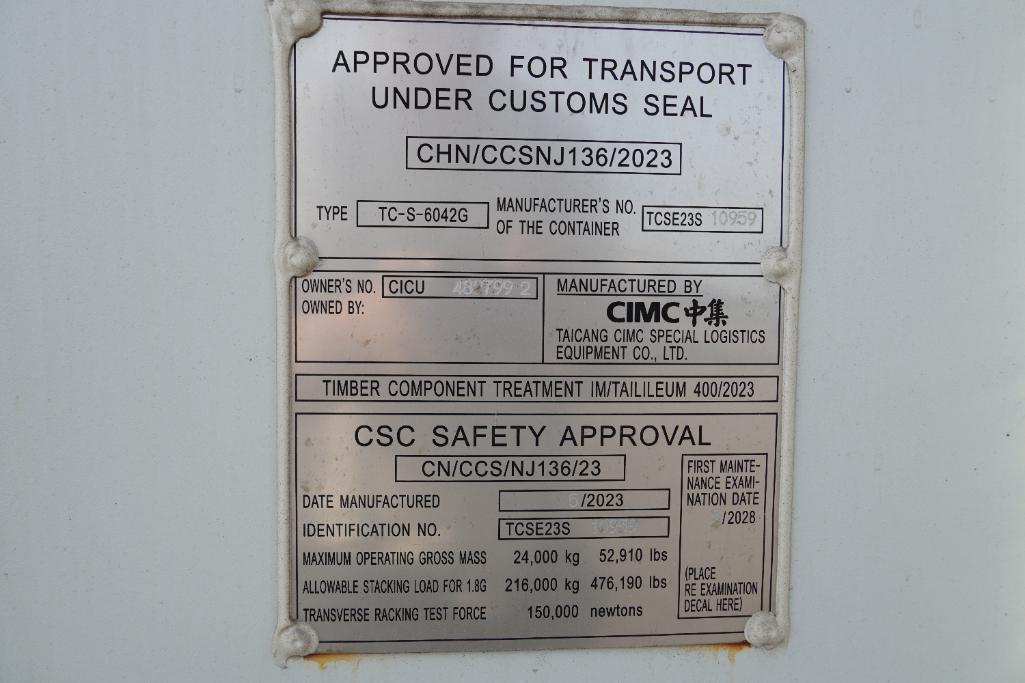 APPROVED FOR TRANSPORT
UNDER CUSTOMS SEAL
CHN/CCSNJ136/2023
TYPE TC-S-6042G MANUFACTURER'S NO. OF THE CONTAINER TCSE23S 10959
OWNER'S NO. CICU
OWNED BY:
MANUFACTURED BY
CIMC中集
TAICANG CIMC SPECIAL LOGISTICS
EQUIPMENT CO., LTD.
TIMBER COMPONENT TREATMENT IM/TAILILEUM 400/2023
CSC SAFETY APPROVAL
CN/CCS/NJ136/23
DATE MANUFACTURED /2023
IDENTIFICATION NO. TCSE23S
MAXIMUM OPERATING GROSS MASS 24,000 kg 52,910 lbs
ALLOWABLE STACKING LOAD FOR 1.8G 216,000 kg 476,190 lbs
TRANSVERSE RACKING TEST FORCE 150,000 newtons
FIRST MAINTE-
NANCE EXAMI-
NATION DATE
/2028
(PLACE
RE EXAMINATION
DECAL HERE)